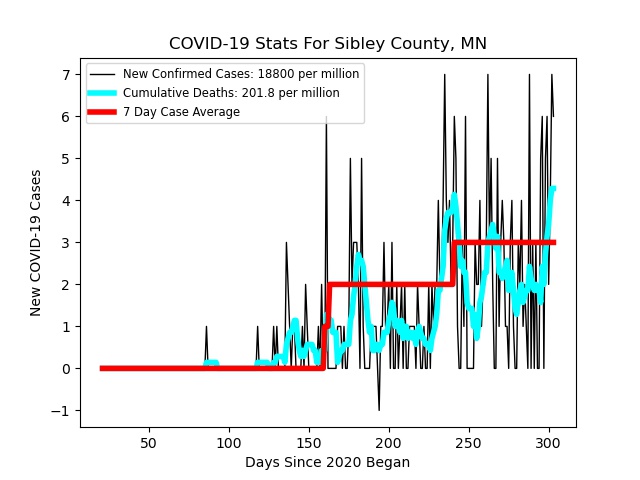 COVID-19 Stats For Sibley County, MN
New Confirmed Cases: 18800 per million
Cumulative Deaths: 201.8 per million
7 Day Case Average
7
6
5
4
3
2
1
0
−1
New COVID-19 Cases
50 100 150 200 250 300
Days Since 2020 Began